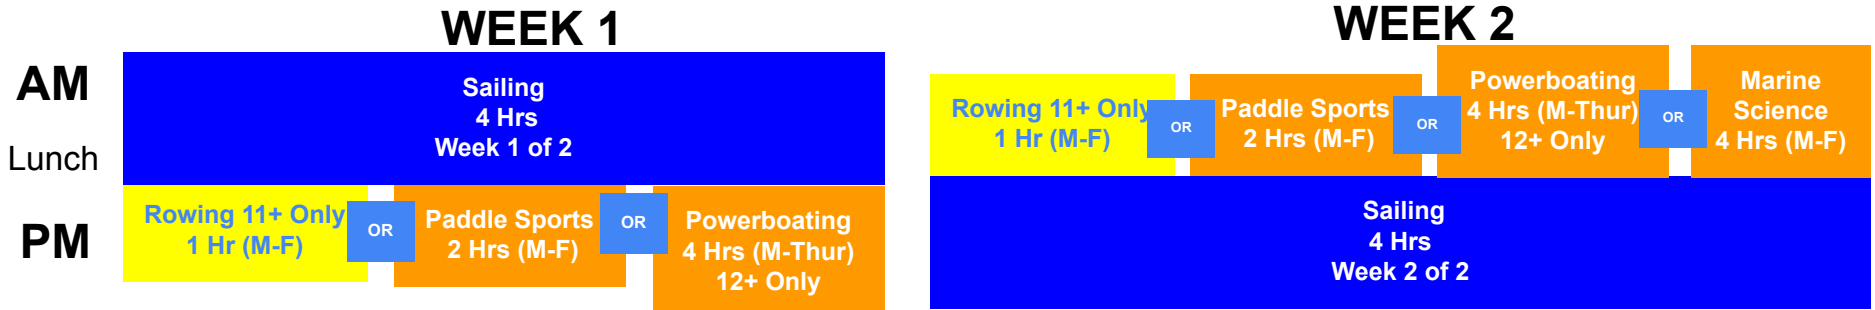 WEEK 1
AM
Lunch
PM
Sailing
4 Hrs
Week 1 of 2
Rowing 11+ Only
1 Hr (M-F)
OR
Paddle Sports
2 Hrs (M-F)
OR
Powerboating
4 Hrs (M-Thur)
12+ Only
WEEK 2
Rowing 11+ Only
1 Hr (M-F)
OR
Paddle Sports
2 Hrs (M-F)
OR
Powerboating
4 Hrs (M-Thur)
12+ Only
OR
Marine
Science
4 Hrs (M-F)
Sailing
4 Hrs
Week 2 of 2